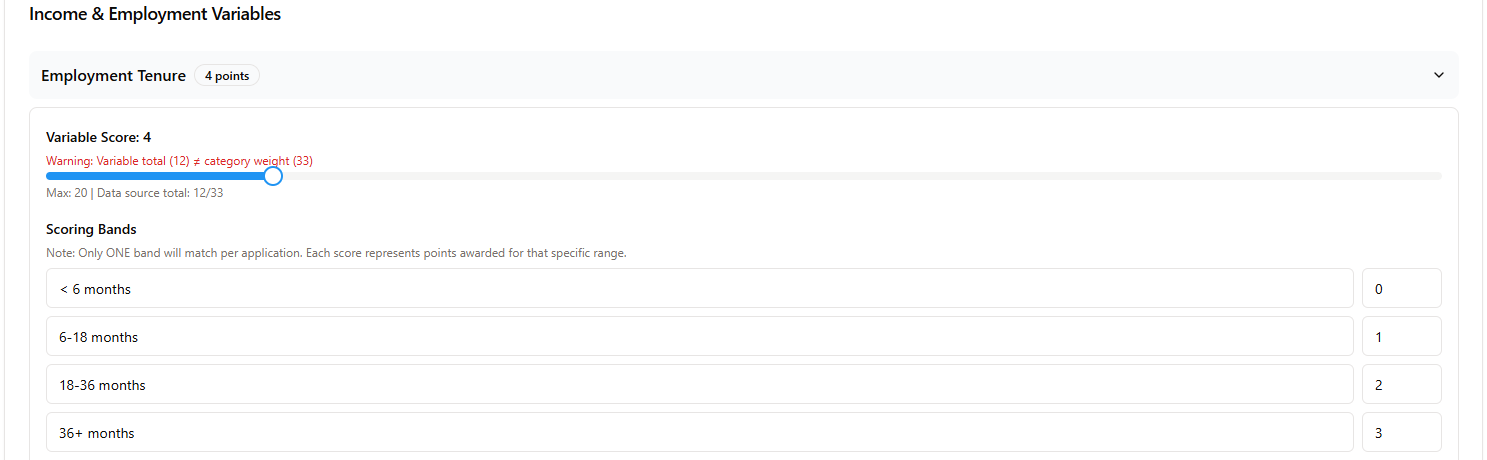 Income & Employment Variables
Employment Tenure 4 points
Variable Score: 4
Warning: Variable total (12) ≠ category weight (33)
Max: 20 | Data source total: 12/33
Scoring Bands
Note: Only ONE band will match per application. Each score represents points awarded for that specific range.
< 6 months 0
6-18 months 1
18-36 months 2
36+ months 3